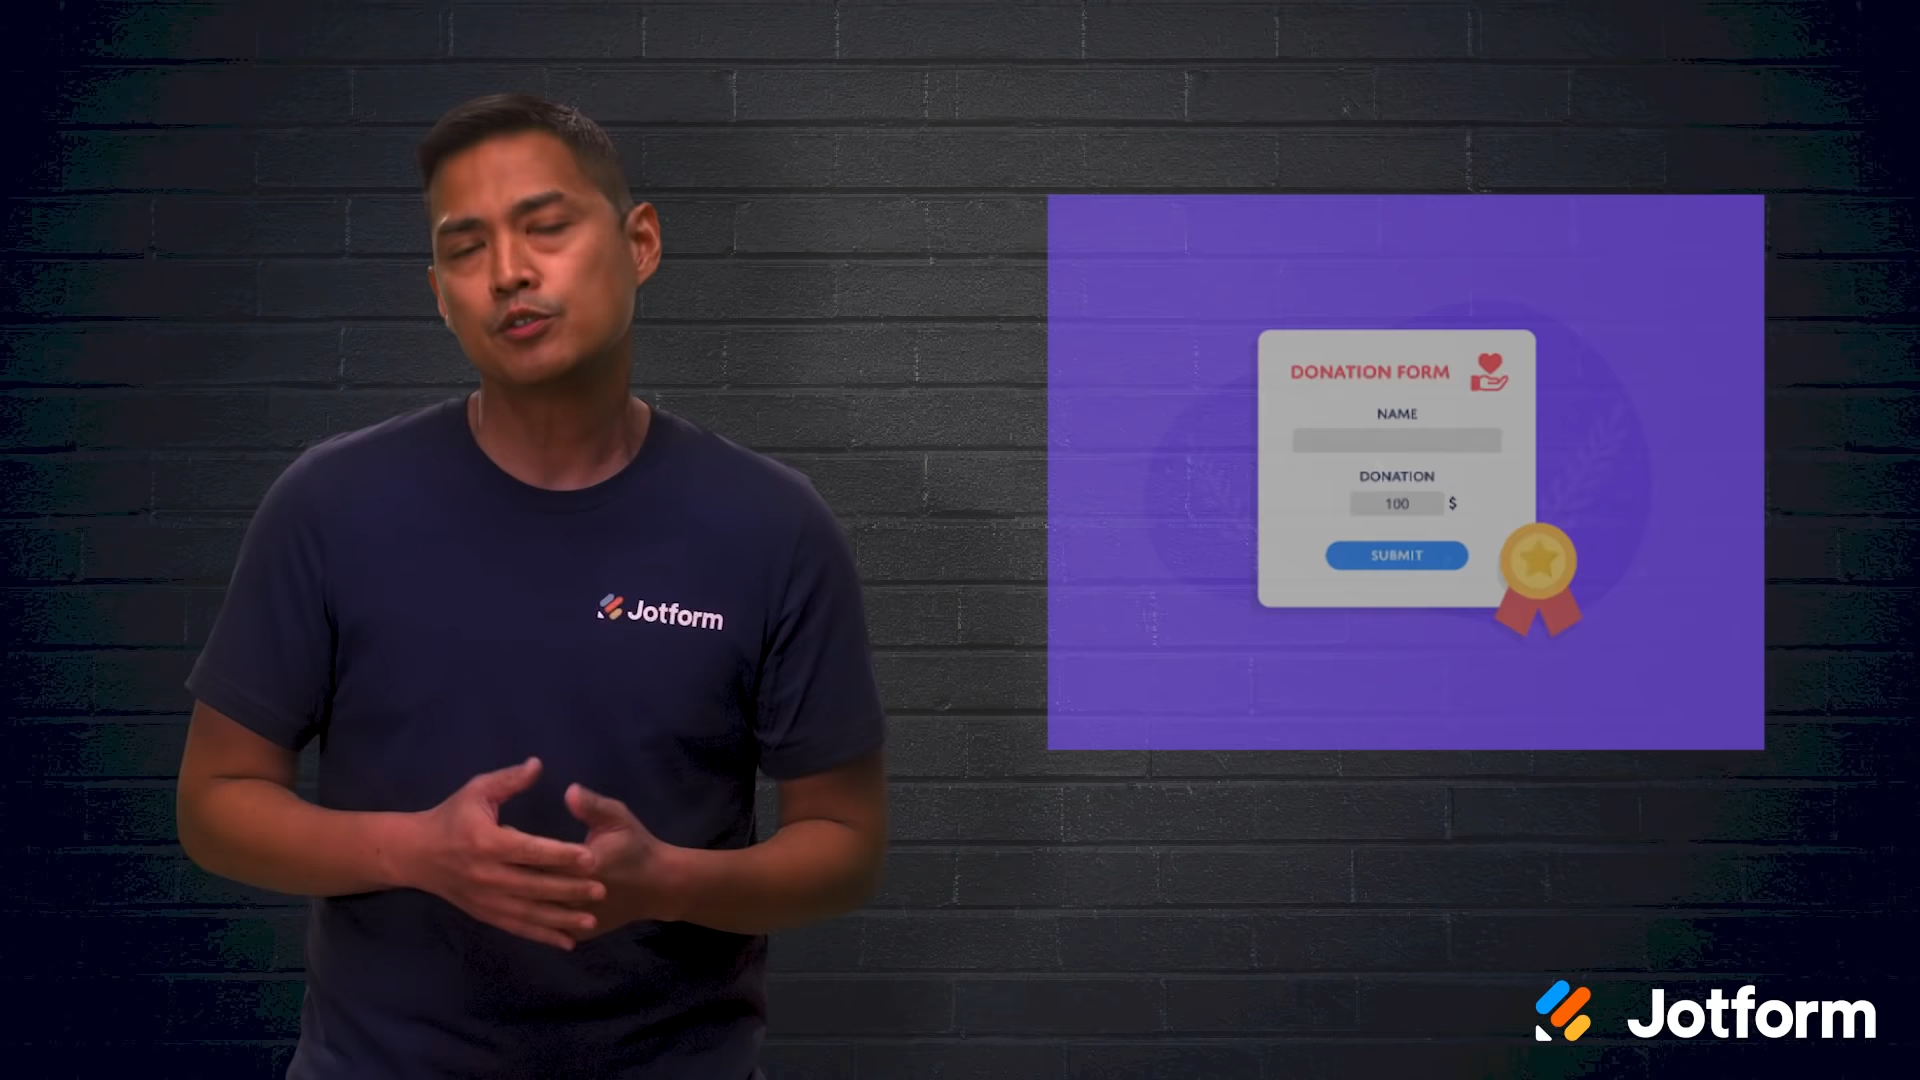 Jotform
DONATION FORM
NAME
DONATION
100 $
SUBMIT
Jotform